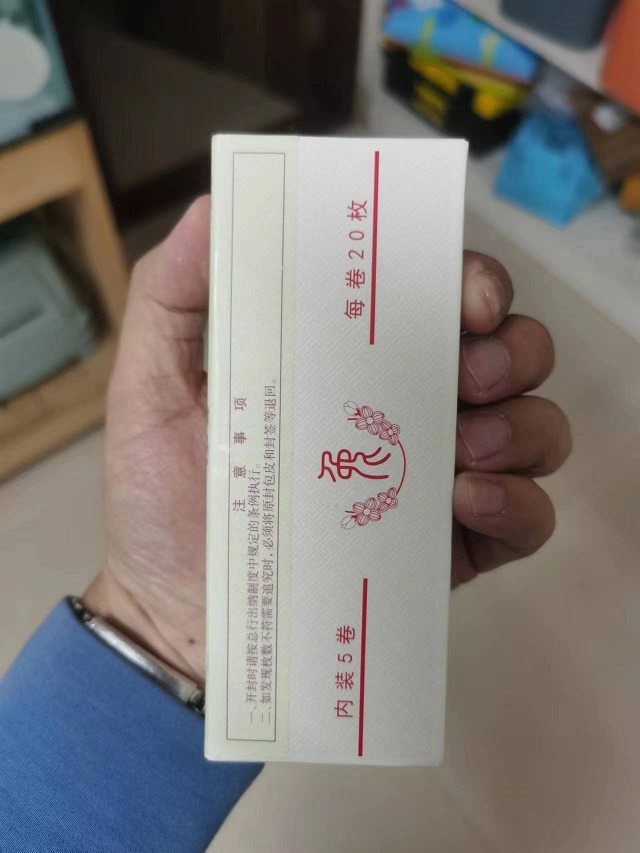 注意事项
一、开封时请按总行出纳制度中规定的条例执行。
二、如发现枚数不符需要追究时，必须将原封包皮和封签等退回。
内装5卷
兔
每卷20枚